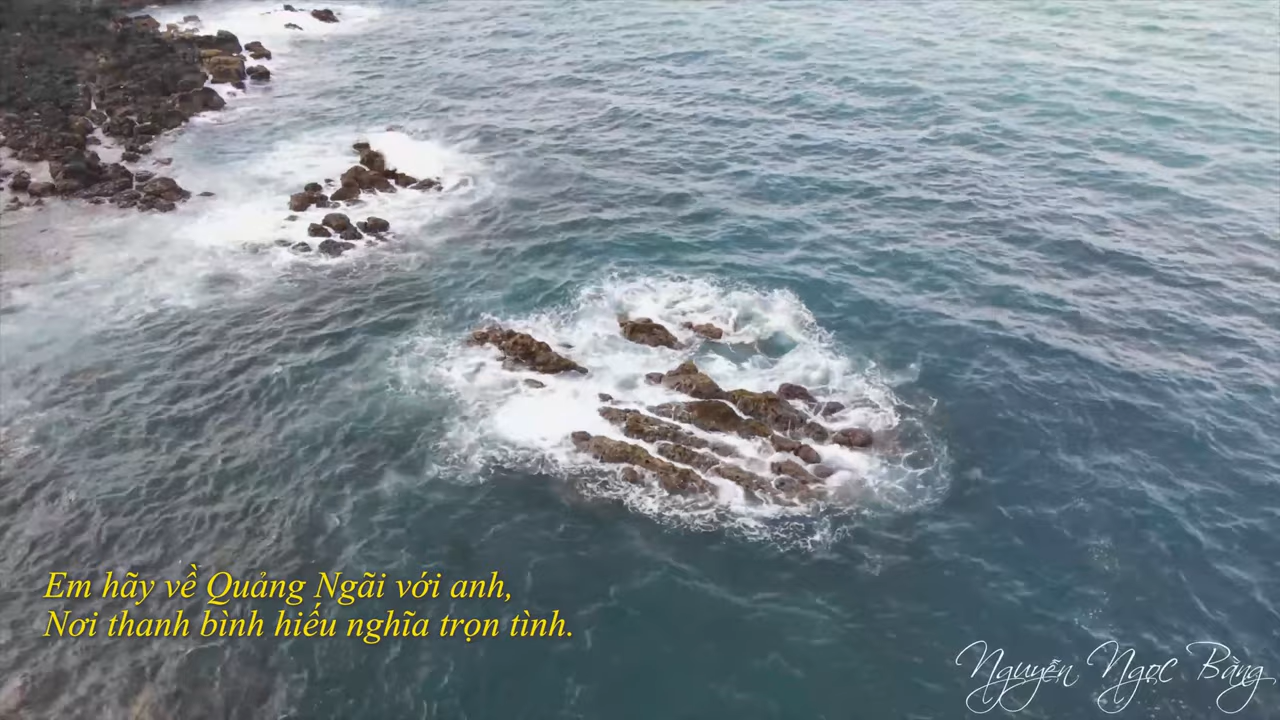 Em hãy về Quảng Ngãi với anh,
Nơi thanh bình hiếu nghĩa trọn tình.
Nguyễn Ngọc Bằng